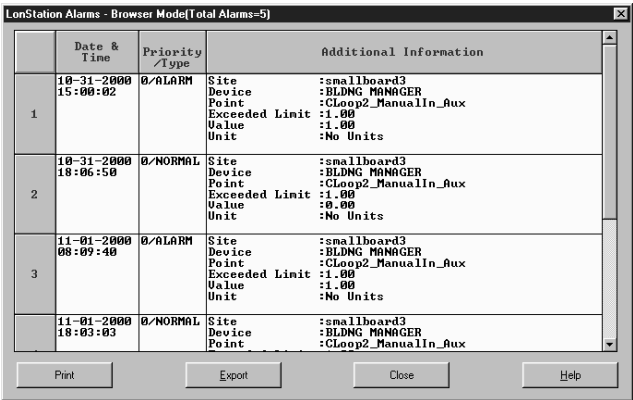 LonStation Alarms - Browser Mode(Total Alarms=5)
Date & Time Priority /Type Additional Information
1 10-31-2000 15:00:02 0/ALARM Site :smallboard3
Device :BLDNG MANAGER
Point :CLoop2_ManualIn_Aux
Exceeded Limit :1.00
Value :1.00
Unit :No Units
2 10-31-2000 18:06:50 0/NORMAL Site :smallboard3
Device :BLDNG MANAGER
Point :CLoop2_ManualIn_Aux
Exceeded Limit :1.00
Value :0.00
Unit :No Units
3 11-01-2000 08:09:40 0/ALARM Site :smallboard3
Device :BLDNG MANAGER
Point :CLoop2_ManualIn_Aux
Exceeded Limit :1.00
Value :1.00
Unit :No Units
11-01-2000 18:03:03 0/NORMAL Site :smallboard3
Device :BLDNG MANAGER
Point :CLoop2_ManualIn_Aux
Print Export Close Help